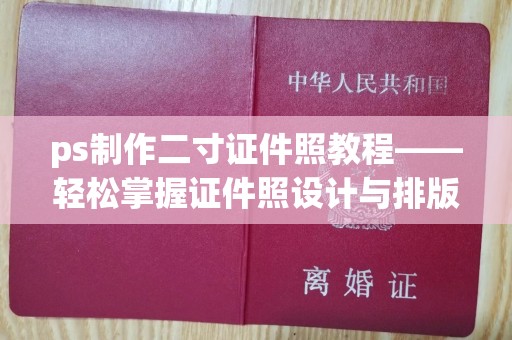 中华人民共和国
ps制作二寸证件照教程——
轻松掌握证件照设计与排版
离婚证